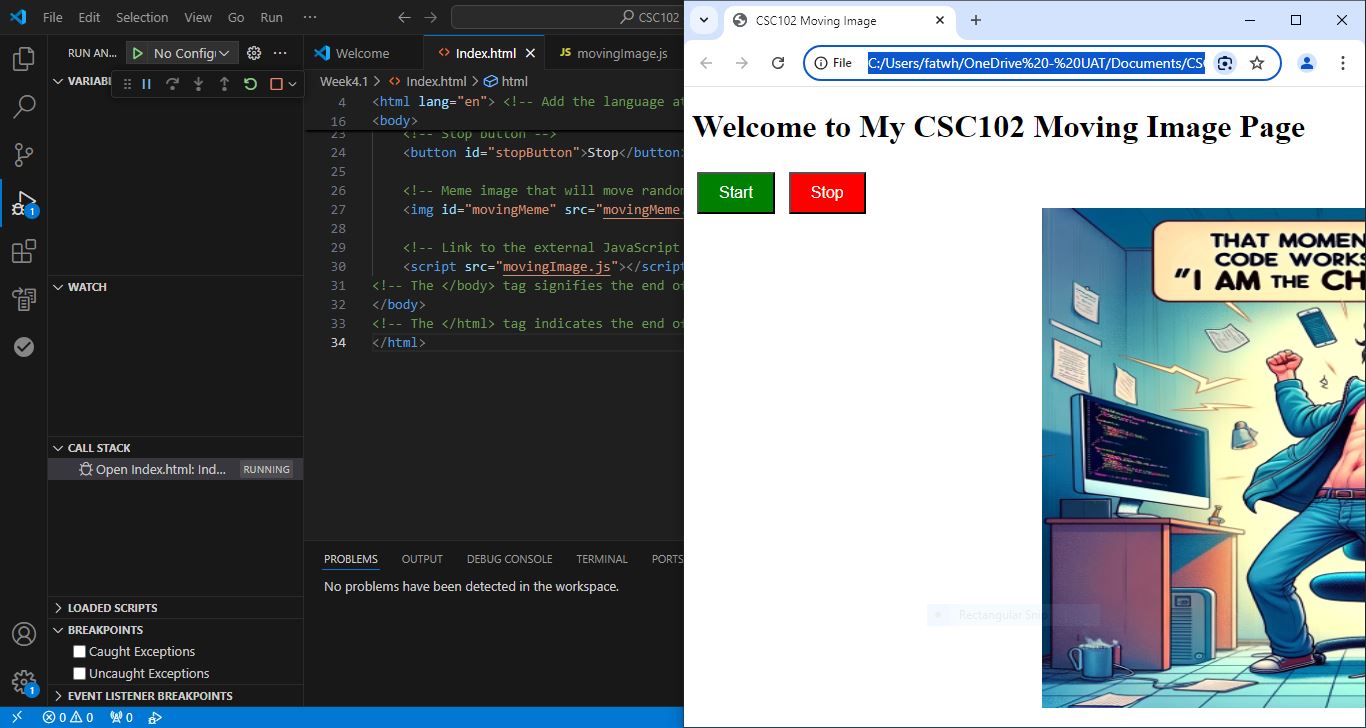 File Edit Selection View Go Run ··· CSC102
RUN AN... No Config ···
VARIABL
WATCH
CALL STACK
Open Index.html: Ind... RUNNING
LOADED SCRIPTS
BREAKPOINTS
Caught Exceptions
Uncaught Exceptions
EVENT LISTENER BREAKPOINTS
1
1
0 0 0
Welcome <> Index.html JS movingImage.js
Week4.1 > <> Index.html > html
4 <html lang="en"> <!-- Add the language at
16 <body>
23 <!-- Stop button -->
24 <button id="stopButton">Stop</button>
25
26 <!-- Meme image that will move random
27 <img id="movingMeme" src="movingMeme.
28
29 <!-- Link to the external JavaScript
30 <script src="movingImage.js"></script
31 <!-- The </body> tag signifies the end of
32 </body>
33 <!-- The </html> tag indicates the end of
34 </html>
PROBLEMS OUTPUT DEBUG CONSOLE TERMINAL PORTS
No problems have been detected in the workspace.
CSC102 Moving Image
File C:/Users/fatwh/OneDrive%20-%20UAT/Documents/CS
Welcome to My CSC102 Moving Image Page
Start Stop
THAT MOMEN
CODE WORKS
"I AM THE CH
Rectangular Snip